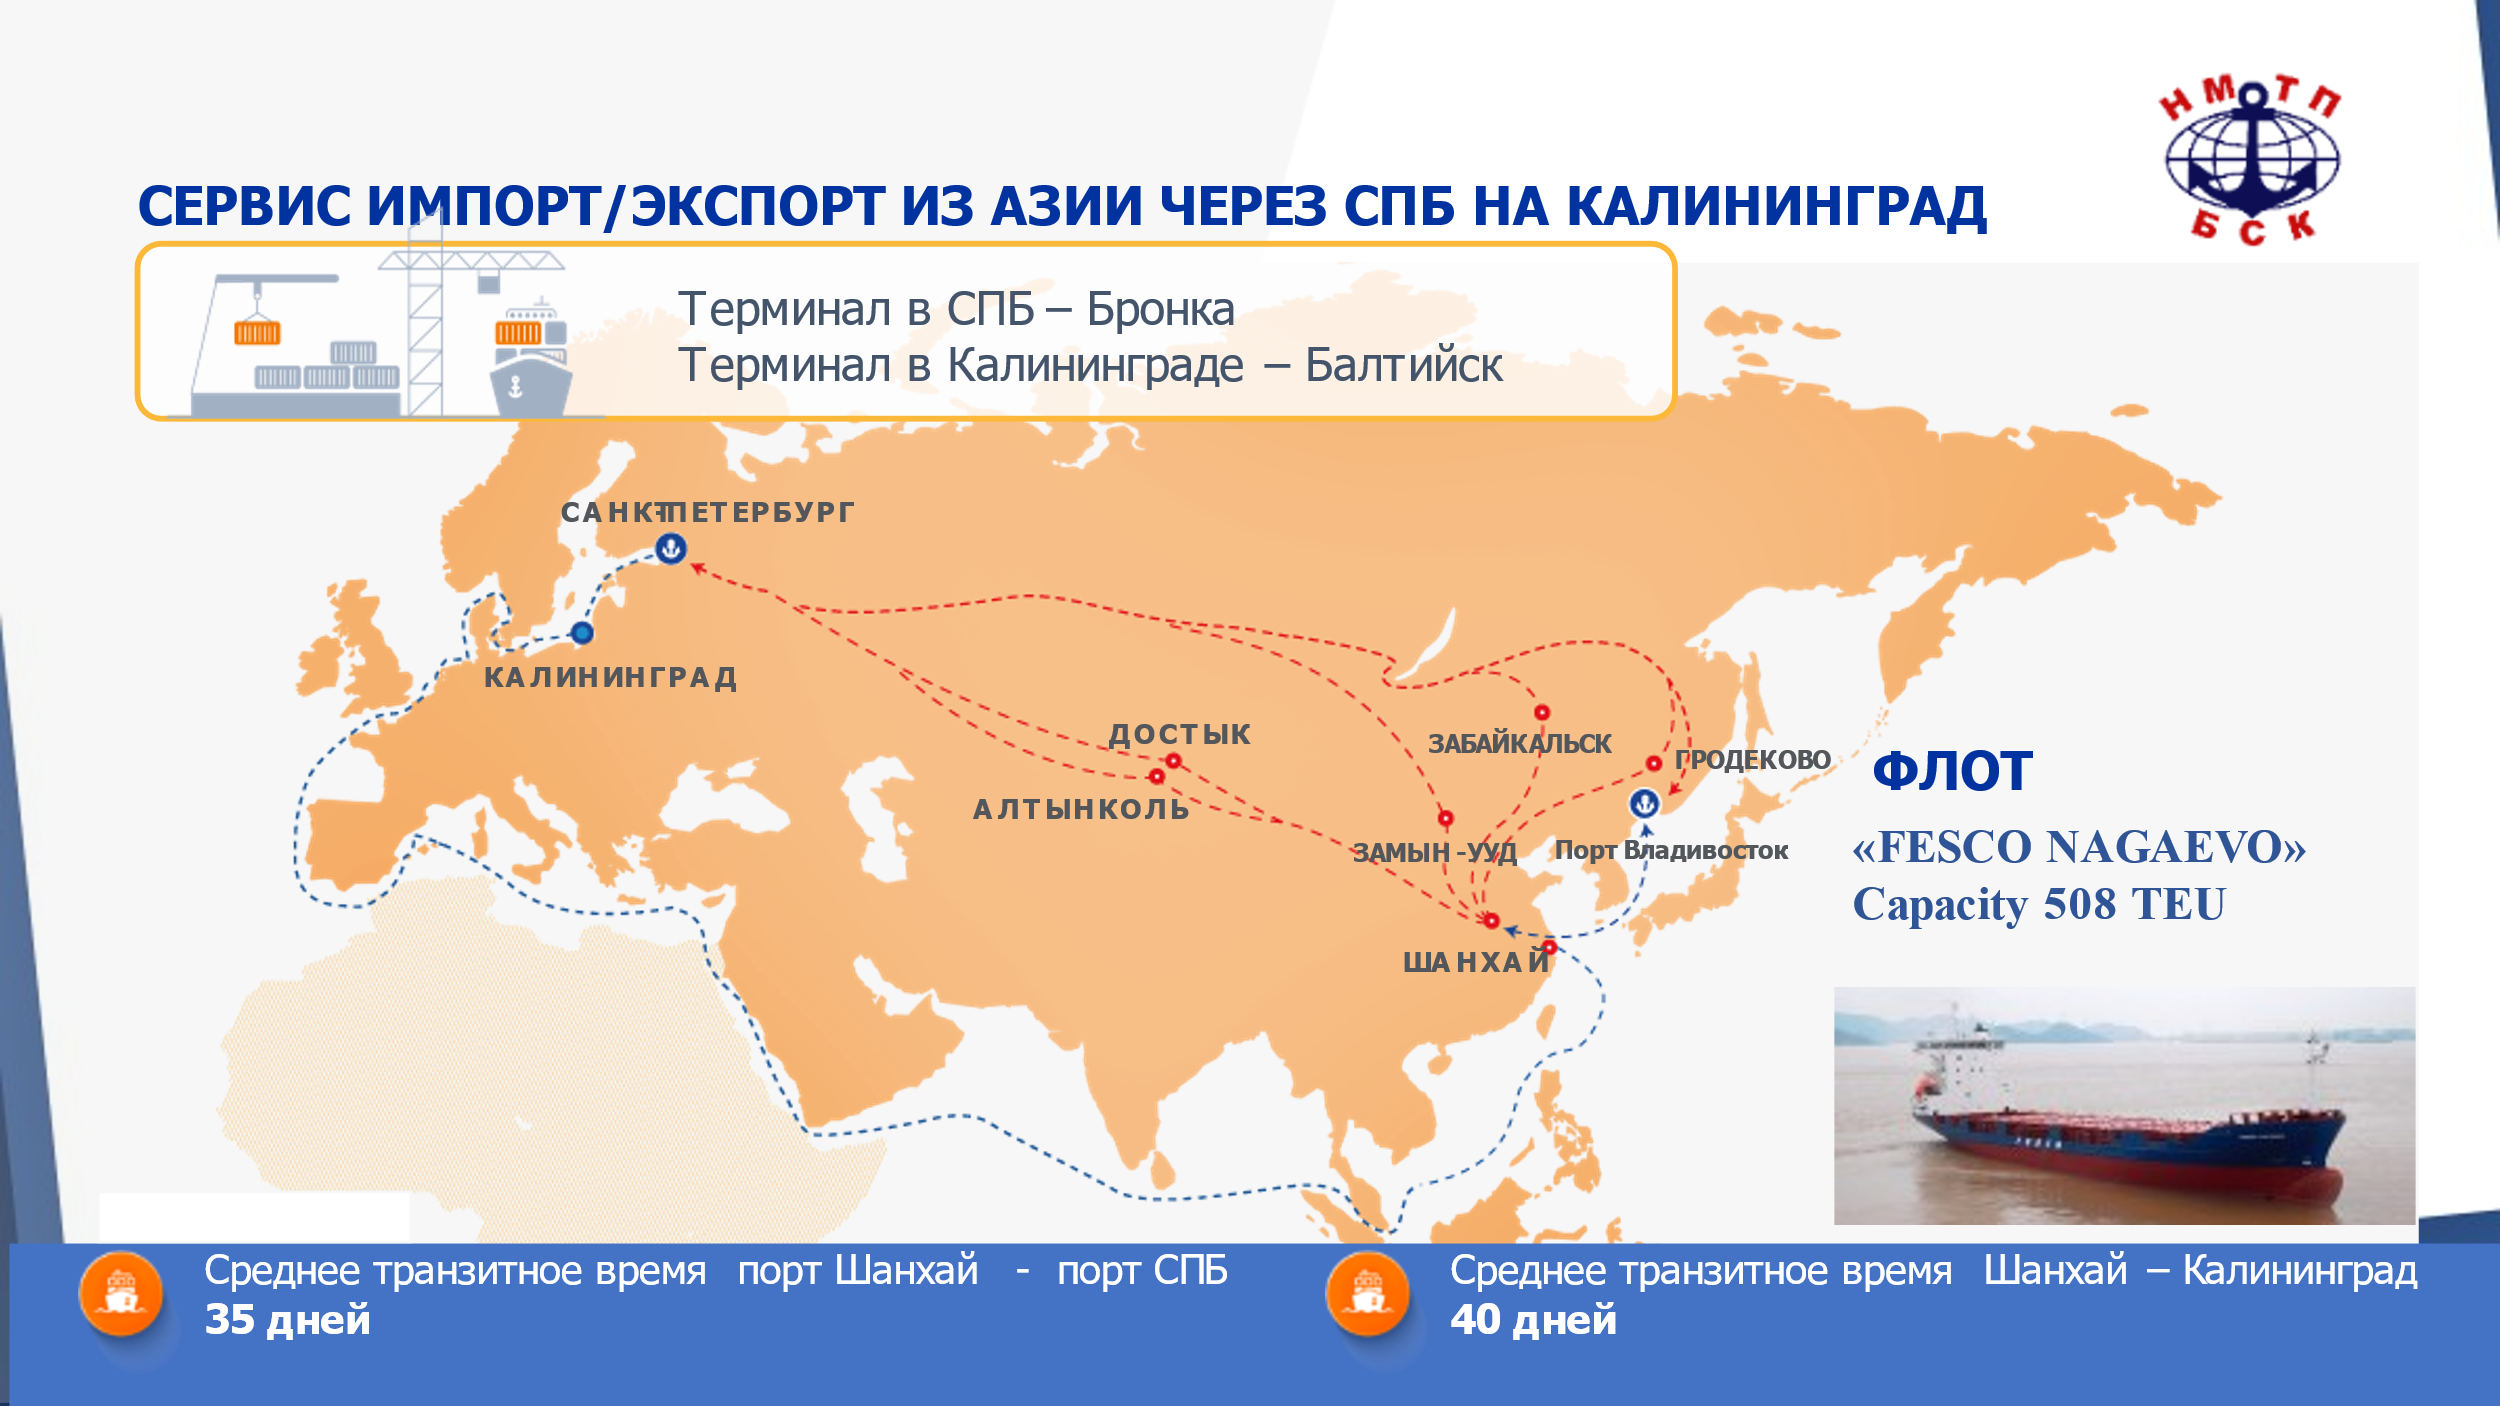 НМТП
БСК
СЕРВИС ИМПОРТ/ЭКСПОРТ ИЗ АЗИИ ЧЕРЕЗ СПБ НА КАЛИНИНГРАД
Терминал в СПБ – Бронка
Терминал в Калининграде – Балтийск
САНКТ-ПЕТЕРБУРГ
КАЛИНИНГРАД
ДОСТЫК
АЛТЫНКОЛЬ
ЗАБАЙКАЛЬСК
ГРОДЕКОВО
ЗАМЫН-УУД
Порт Владивосток
ШАНХАЙ
ФЛОТ
«FESCO NAGAEVO»
Capacity 508 TEU
Среднее транзитное время порт Шанхай - порт СПБ
35 дней
Среднее транзитное время Шанхай – Калининград
40 дней